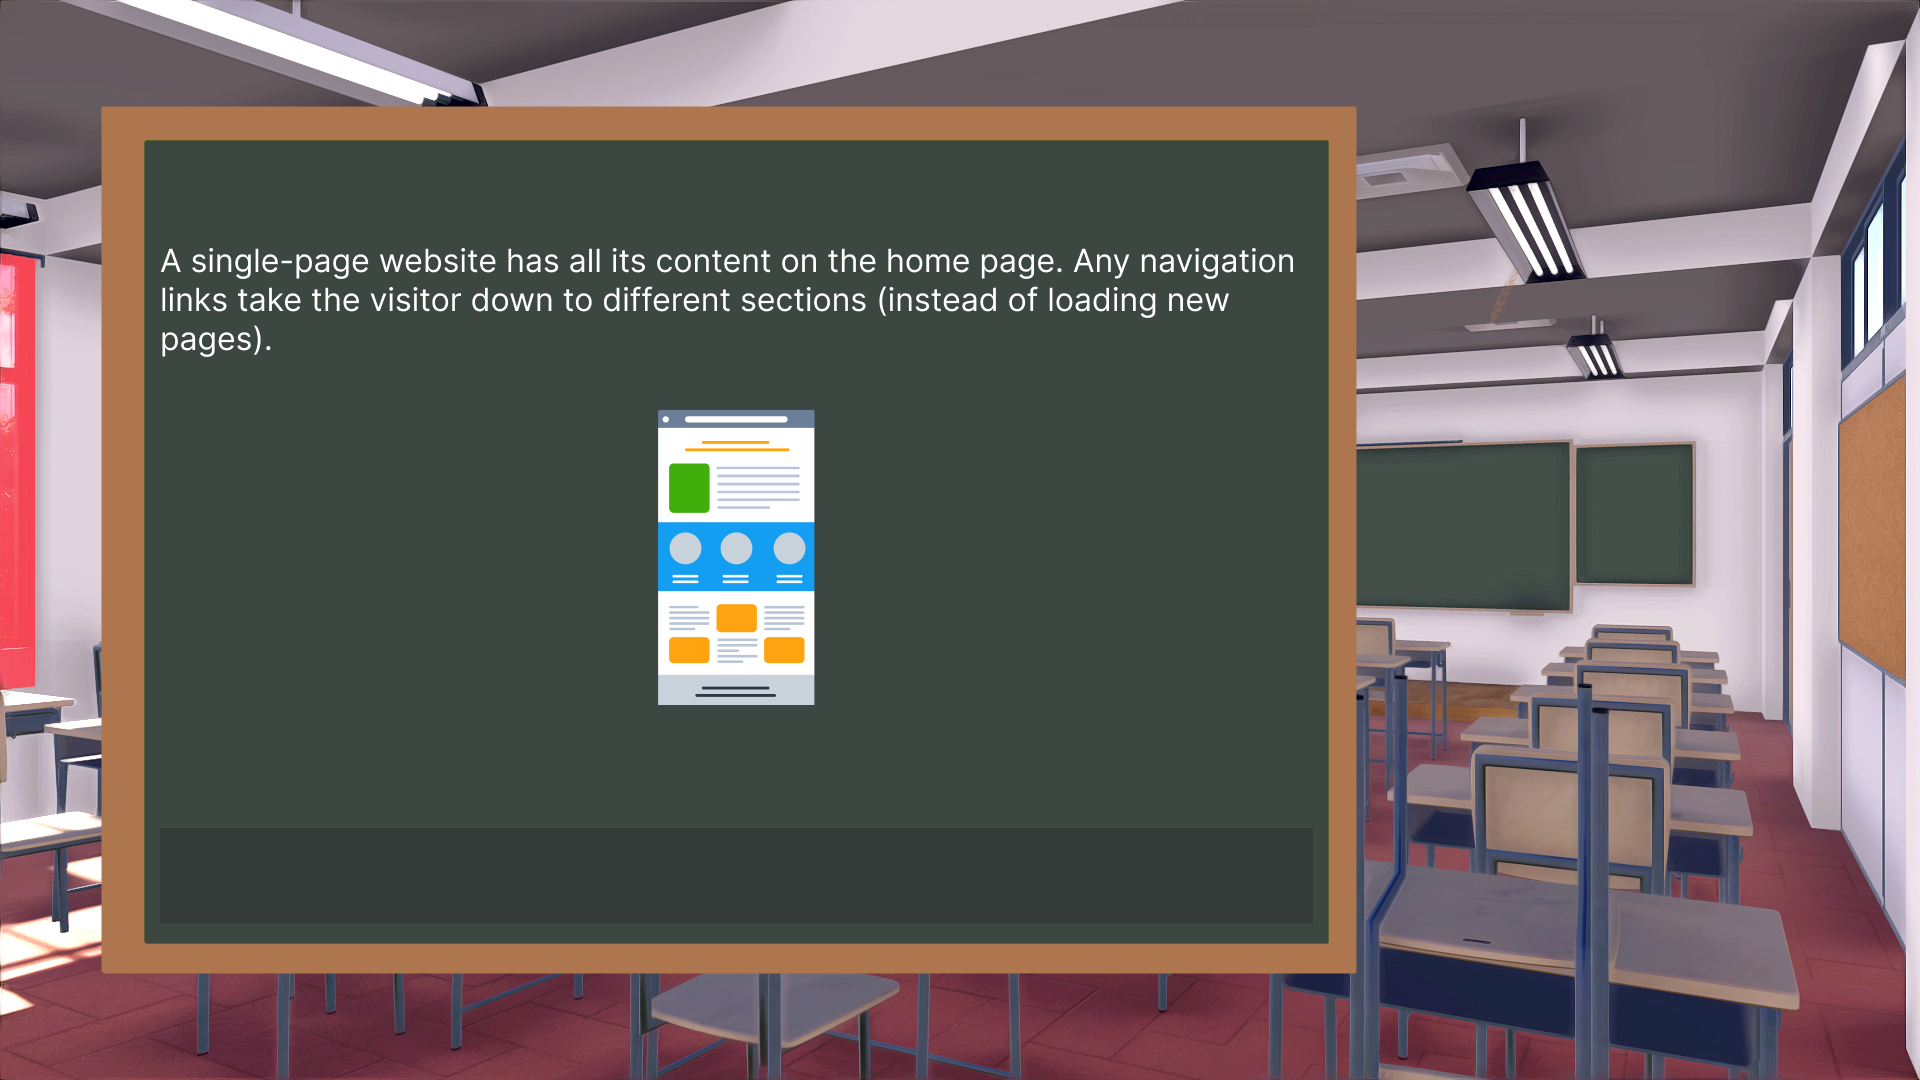 A single-page website has all its content on the home page. Any navigation
links take the visitor down to different sections (instead of loading new
pages).